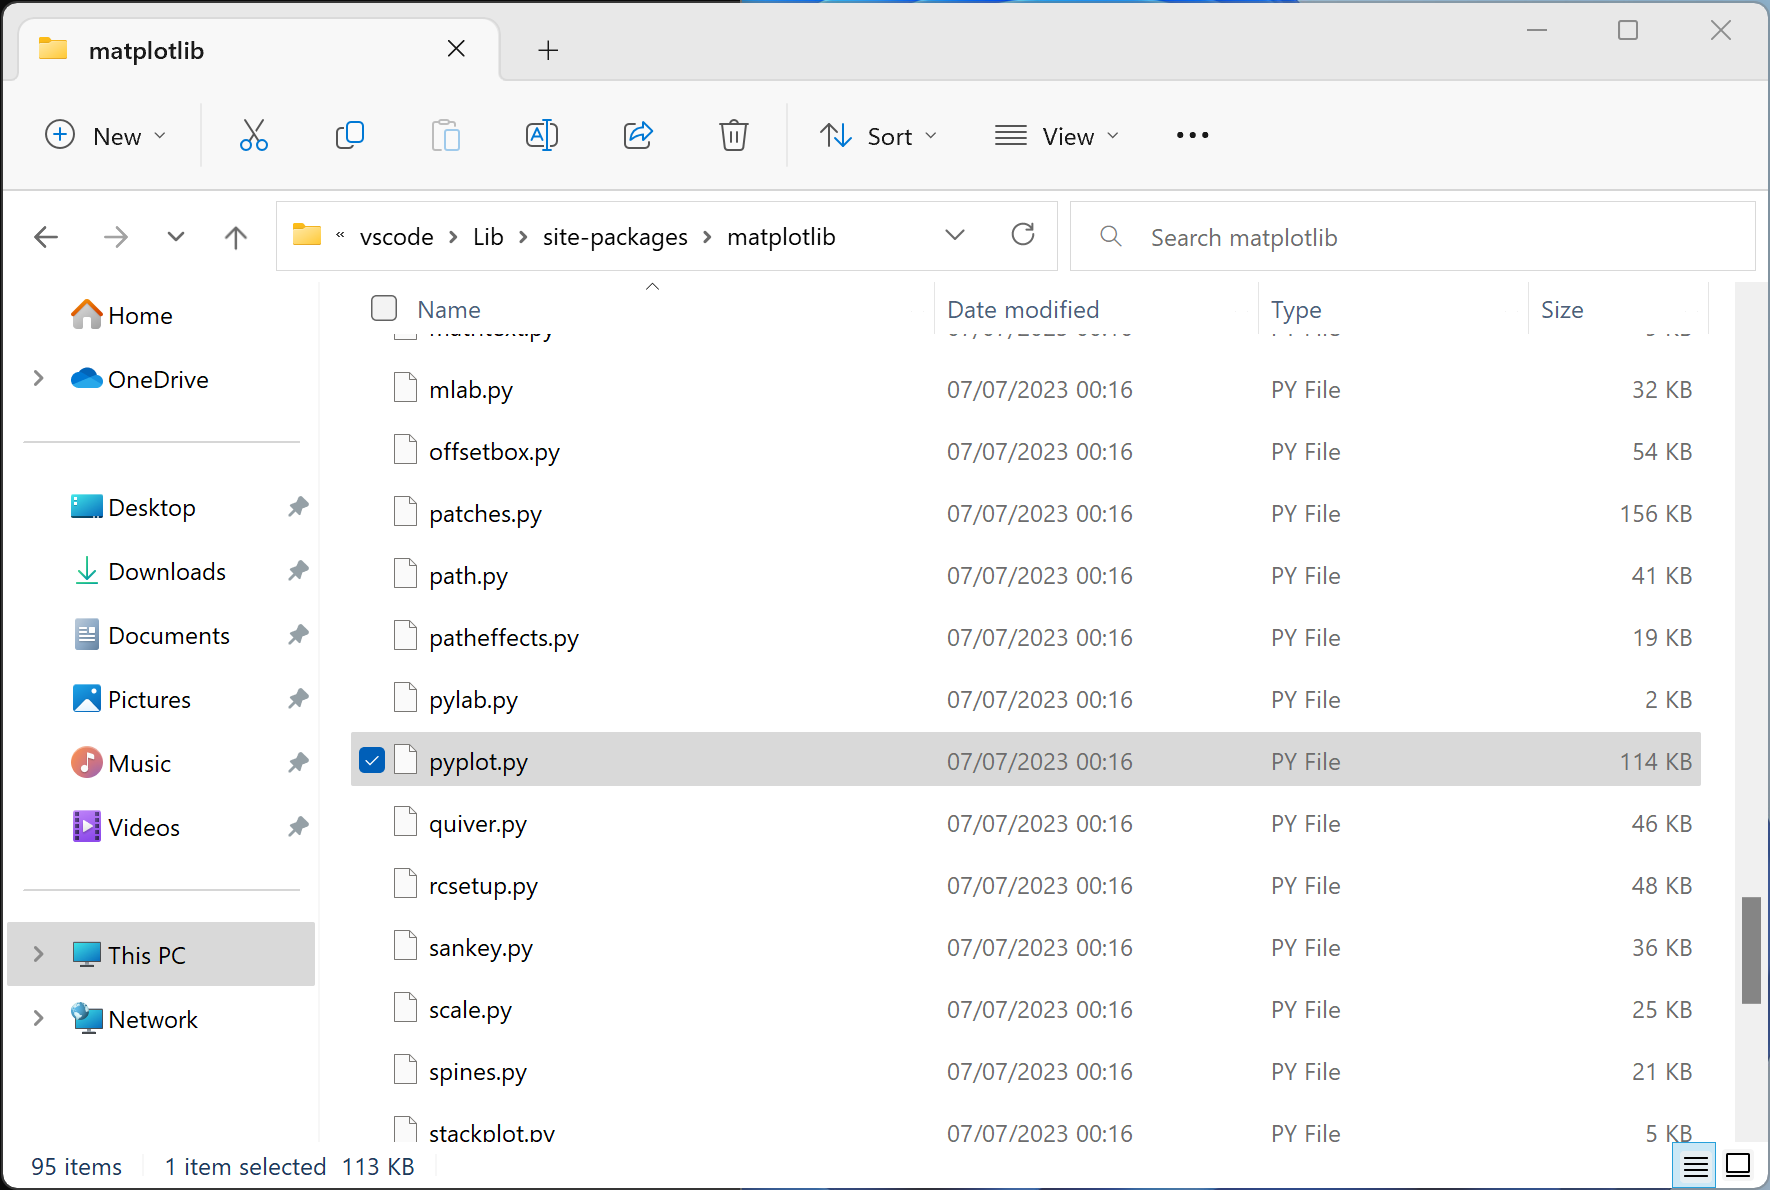 matplotlib
New
Sort
View
« vscode > Lib > site-packages > matplotlib
Search matplotlib
Home
OneDrive
Desktop
Downloads
Documents
Pictures
Music
Videos
This PC
Network
Name Date modified Type Size
mlab.py 07/07/2023 00:16 PY File 32 KB
offsetbox.py 07/07/2023 00:16 PY File 54 KB
patches.py 07/07/2023 00:16 PY File 156 KB
path.py 07/07/2023 00:16 PY File 41 KB
patheffects.py 07/07/2023 00:16 PY File 19 KB
pylab.py 07/07/2023 00:16 PY File 2 KB
pyplot.py 07/07/2023 00:16 PY File 114 KB
quiver.py 07/07/2023 00:16 PY File 46 KB
rcsetup.py 07/07/2023 00:16 PY File 48 KB
sankey.py 07/07/2023 00:16 PY File 36 KB
scale.py 07/07/2023 00:16 PY File 25 KB
spines.py 07/07/2023 00:16 PY File 21 KB
stackplot.py 07/07/2023 00:16 PY File 5 KB
95 items 1 item selected 113 KB